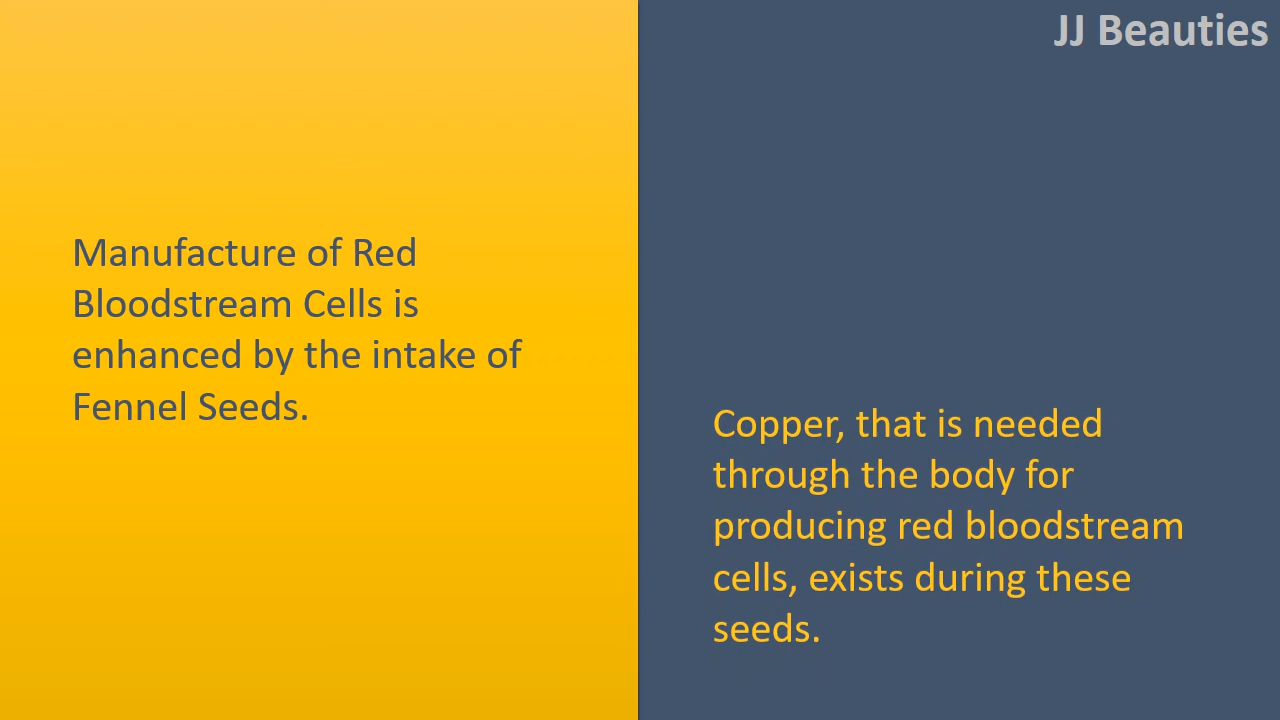 JJ Beauties
Manufacture of Red
Bloodstream Cells is
enhanced by the intake of
Fennel Seeds.
Copper, that is needed
through the body for
producing red bloodstream
cells, exists during these
seeds.